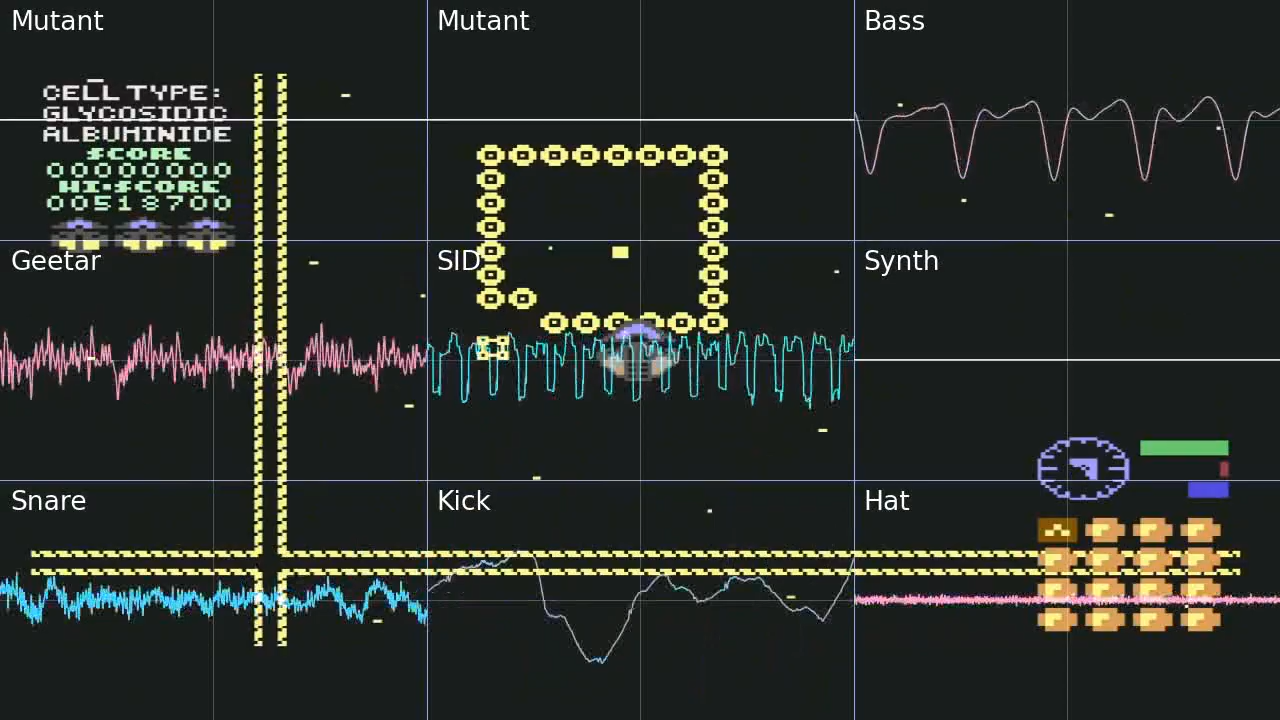 Mutant
Mutant
Bass
CELL TYPE:
GLYCOSIDIC
ALBUMINIDE
SCORE
00000000
HI-SCORE
00518700
Geetar
SID
Synth
Snare
Kick
Hat